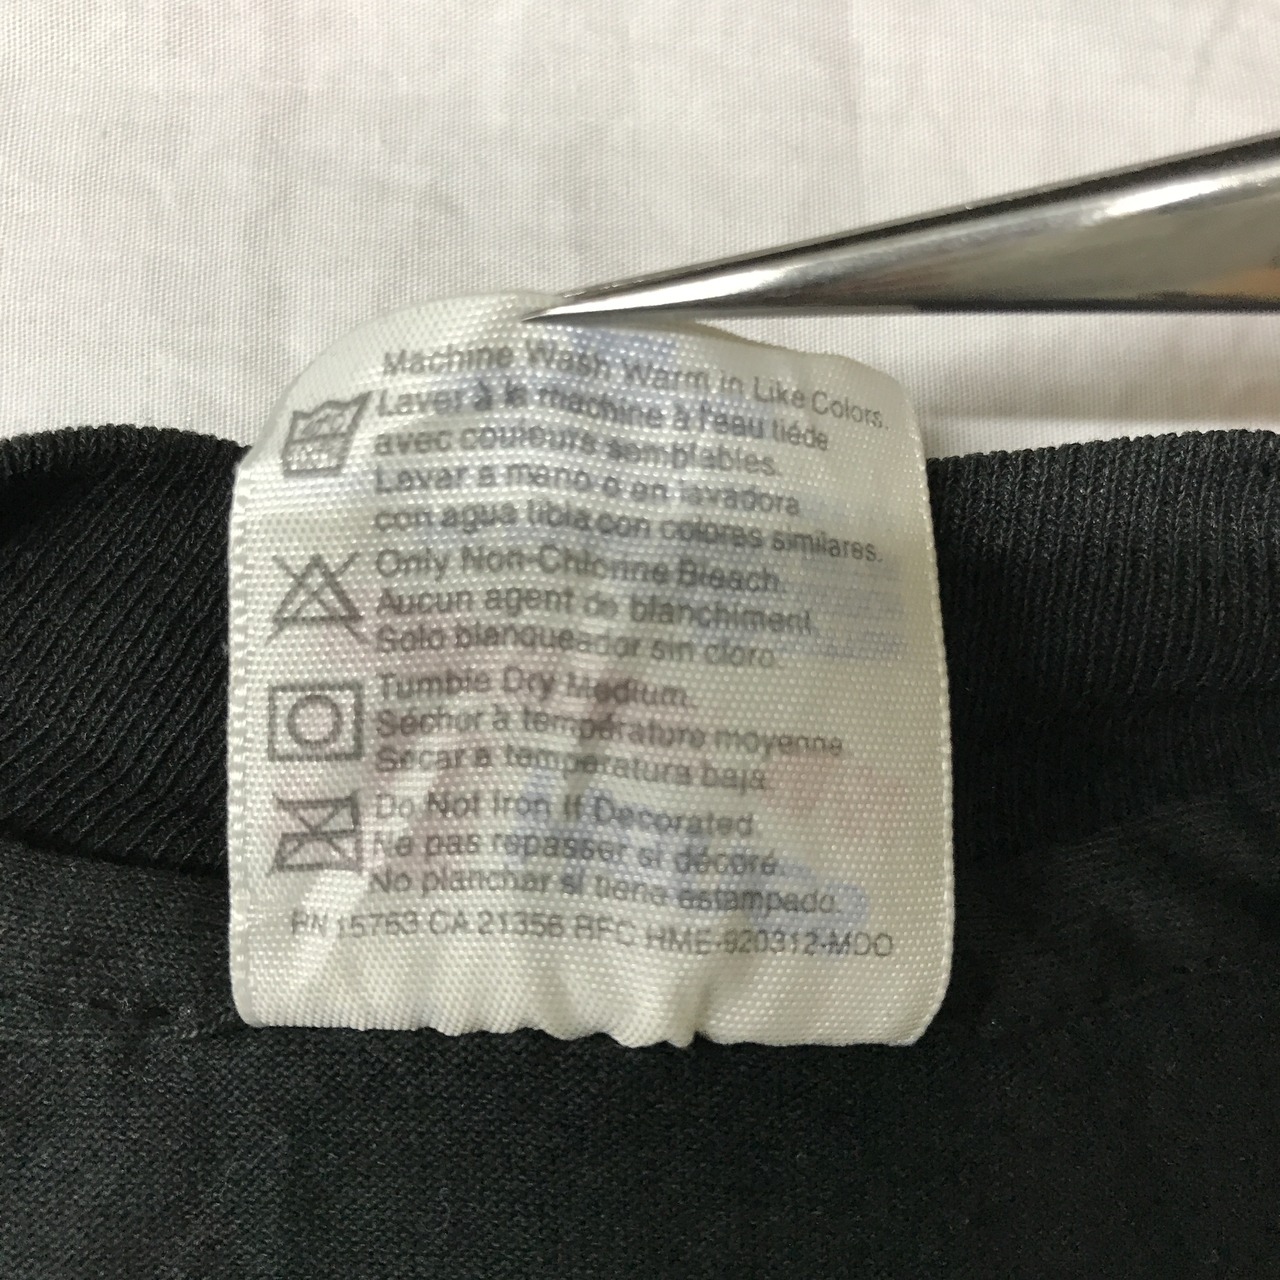 Machine Wash Warm in Like Colors.
Laver à la machine à l'eau tiéde
avec couleurs semblables.
Lavar a mano o en lavadora
con agua tibia con colores similares.
Only Non-Chlorine Bleach.
Aucun agent de blanchiment.
Solo blanqueador sin cloro.
Tumble Dry Medium.
Sécher à température moyenne
Secar a temperatura baja
Do Not Iron If Decorated.
Ne pas repasser si décoré.
No planchar si tiene estampado.
RN 15763 CA 21356 RFC HME-920312-MDO